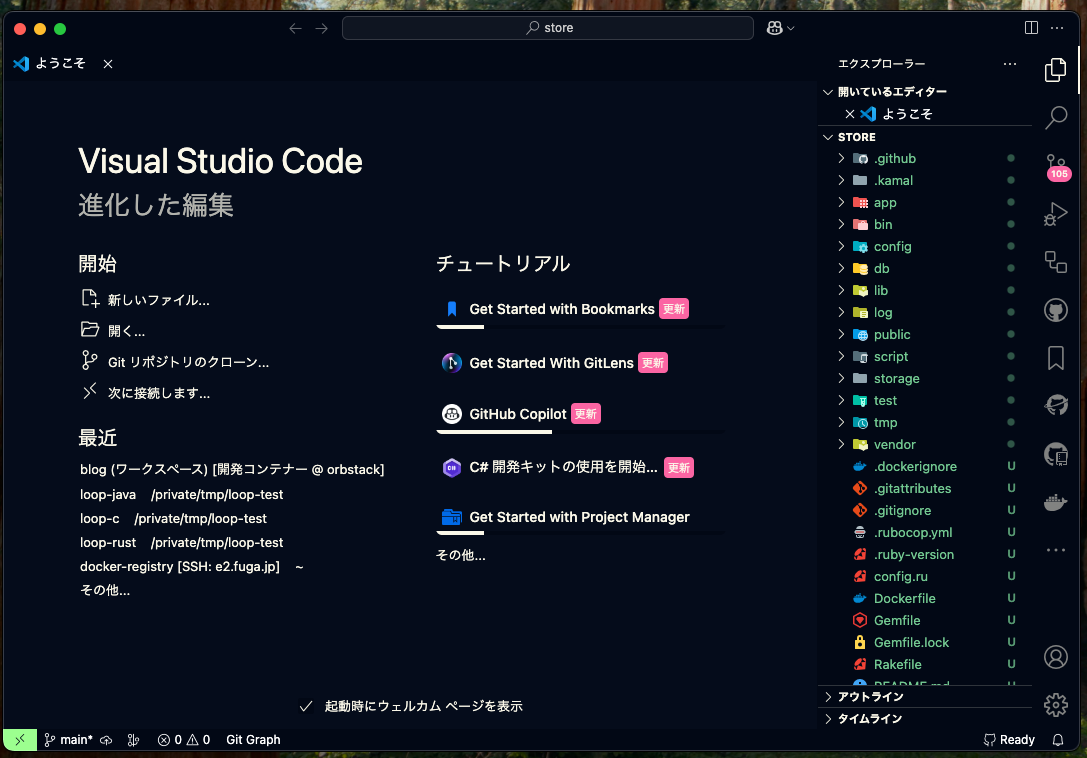 store
ようこそ
Visual Studio Code
進化した編集
開始
新しいファイル...
開く...
Git リポジトリのクローン...
次に接続します...
最近
blog (ワークスペース) [開発コンテナー @ orbstack]
loop-java /private/tmp/loop-test
loop-c /private/tmp/loop-test
loop-rust /private/tmp/loop-test
docker-registry [SSH: e2.fuga.jp] ~
その他...
チュートリアル
Get Started with Bookmarks 更新
Get Started With GitLens 更新
GitHub Copilot 更新
C# 開発キットの使用を開始... 更新
Get Started with Project Manager
その他...
起動時にウェルカム ページを表示
エクスプローラー
開いているエディター
ようこそ
STORE
.github
.kamal
app
bin
config
db
lib
log
public
script
storage
test
tmp
vendor
.dockerignore U
.gitattributes U
.gitignore U
.rubocop.yml U
.ruby-version U
config.ru U
Dockerfile U
Gemfile U
Gemfile.lock U
Rakefile U
README.md U
アウトライン
タイムライン
105
main* 0 0 Git Graph
Ready